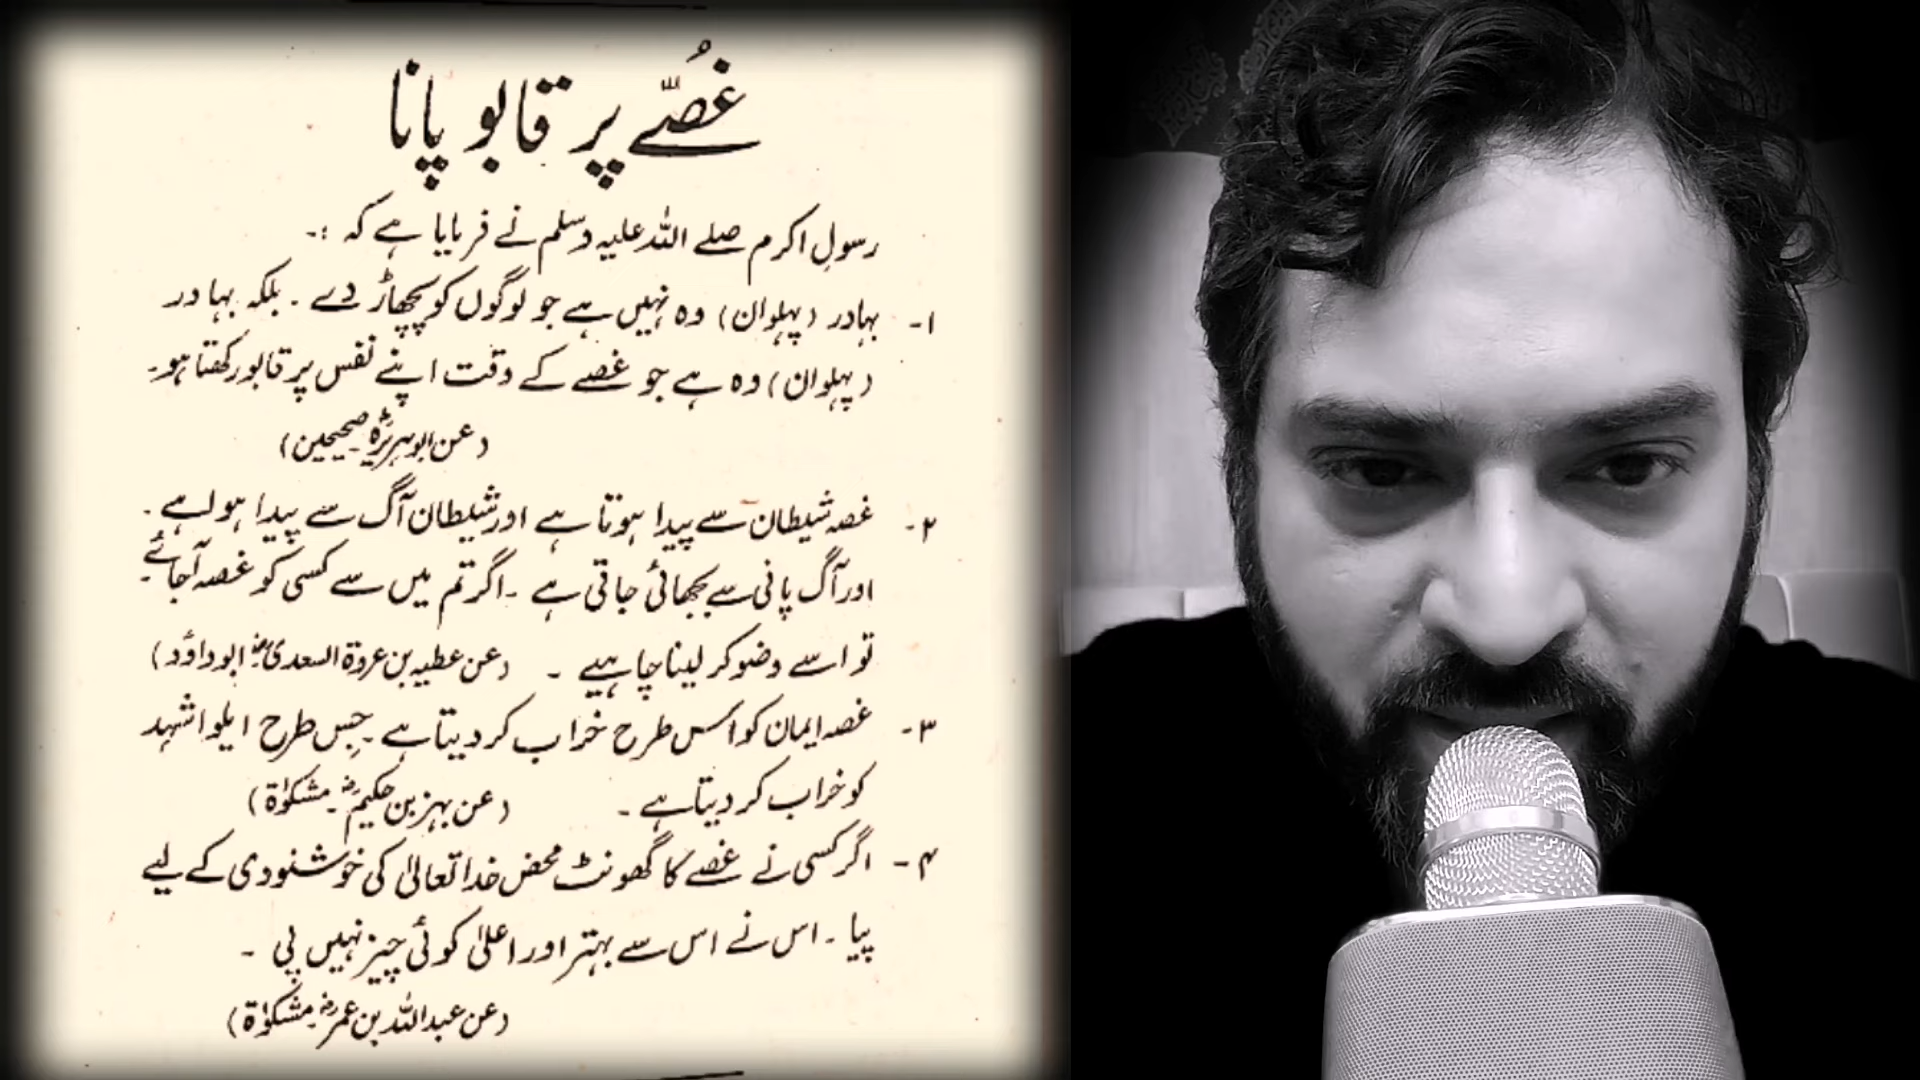 غُصّے پر قابو پانا
رسولِ اکرم صلے اللہ علیہ وسلم نے فرمایا ہے کہ :۔
۱۔ بہادر (پہلوان) وہ نہیں ہے جو لوگوں کو پچھاڑ دے ۔ بلکہ بہادر
(پہلوان) وہ ہے جو غصے کے وقت اپنے نفس پر قابو رکھتا ہو۔
(عن ابوہریرہؓ۔ صحیحین)
۲۔ غصہ شیطان سے پیدا ہوتا ہے اور شیطان آگ سے پیدا ہوا ہے ۔
اور آگ پانی سے بجھائی جاتی ہے ۔ اگر تم میں سے کسی کو غصہ آجائے۔
تو اسے وضو کر لینا چاہیے ۔ (عن عطیہ بن عروۃ السعدیؓ ابوداؤد)
۳۔ غصہ ایمان کو اس طرح خراب کر دیتا ہے ۔ جس طرح ایلوا شہد
کو خراب کر دیتا ہے ۔ (عن بہز بن حکیمؓ۔ مشکوٰۃ)
۴۔ اگر کسی نے غصے کا گھونٹ محض خدا تعالیٰ کی خوشنودی کے لیے
پیا ۔ اس نے اس سے بہتر اور اعلیٰ کوئی چیز نہیں پی ۔
(عن عبداللہ بن عمرؓ۔ مشکوٰۃ)